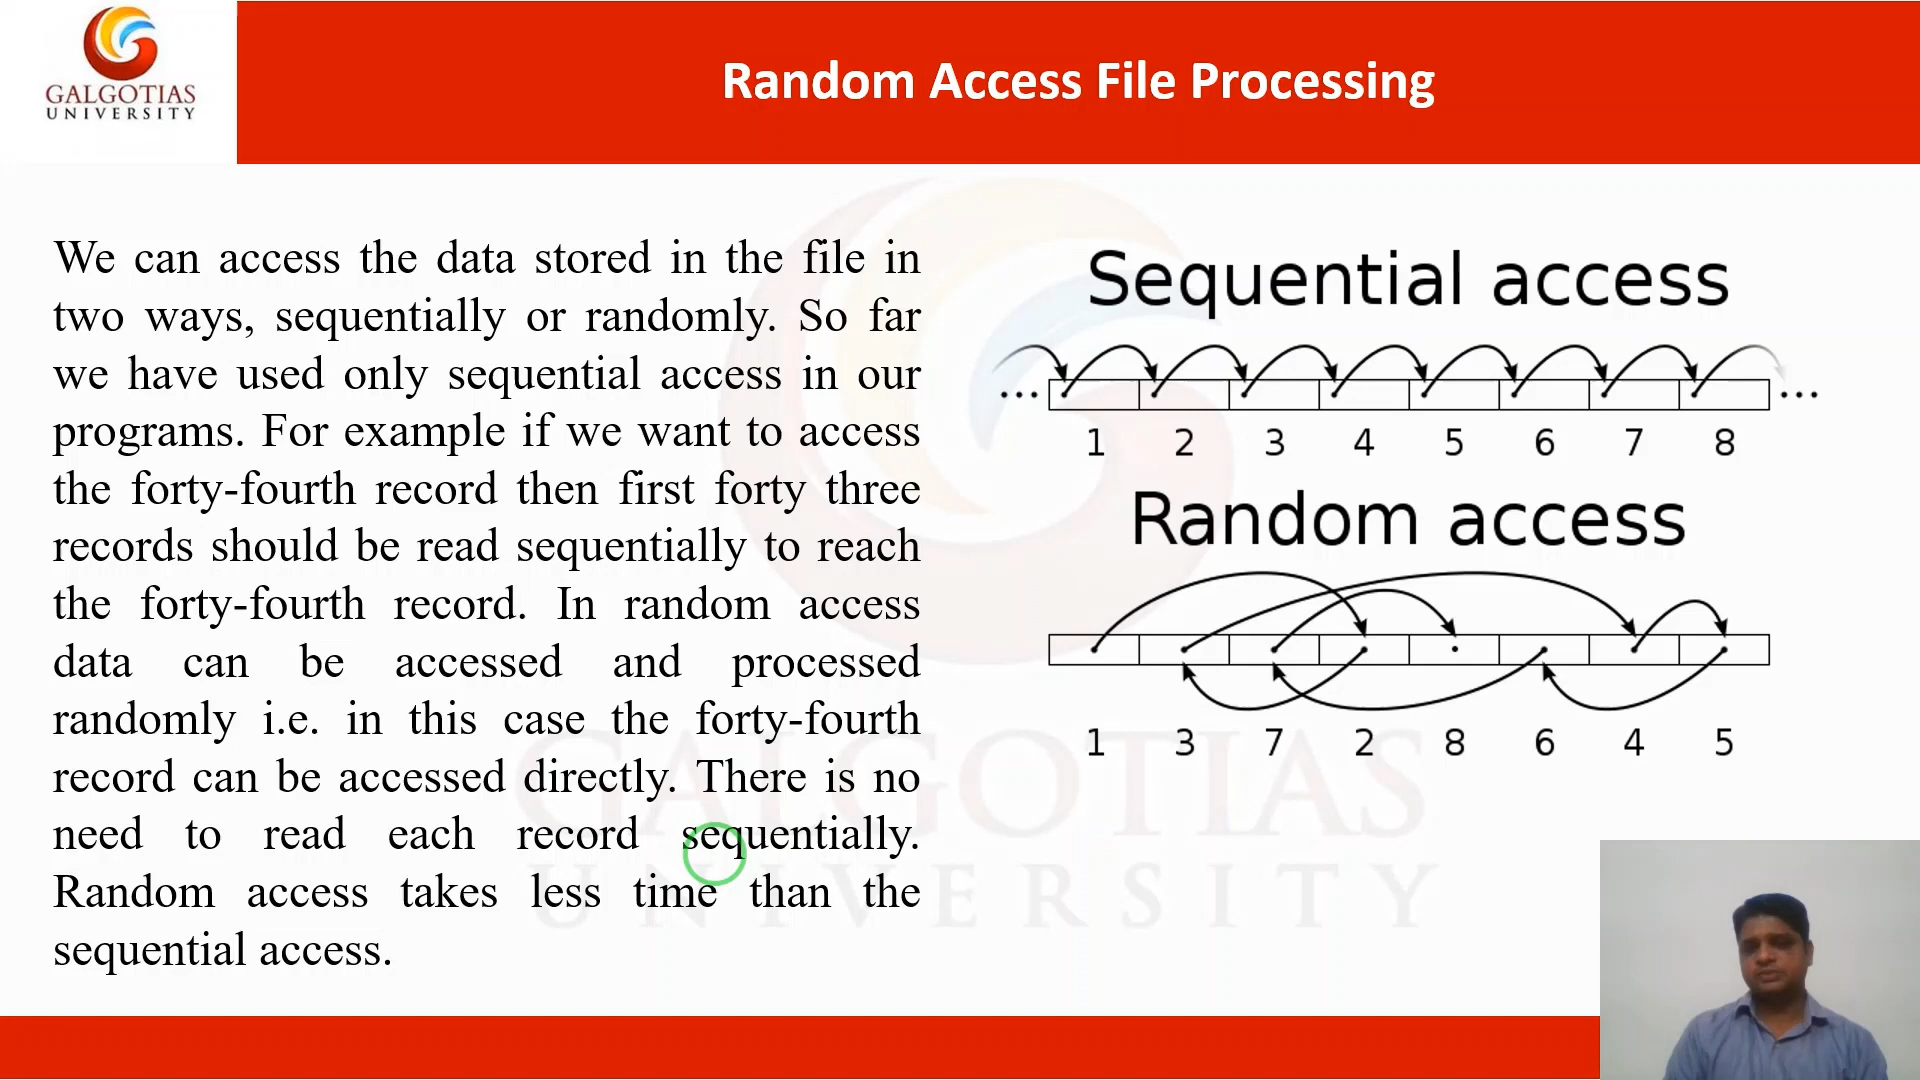 GALGOTIAS
UNIVERSITY
Random Access File Processing
We can access the data stored in the file in
two ways, sequentially or randomly. So far
we have used only sequential access in our
programs. For example if we want to access
the forty-fourth record then first forty three
records should be read sequentially to reach
the forty-fourth record. In random access
data can be accessed and processed
randomly i.e. in this case the forty-fourth
record can be accessed directly. There is no
need to read each record sequentially.
Random access takes less time than the
sequential access.
Sequential access
... ...
1 2 3 4 5 6 7 8
Random access
1 3 7 2 8 6 4 5
GALGOTIAS
UNIVERSITY